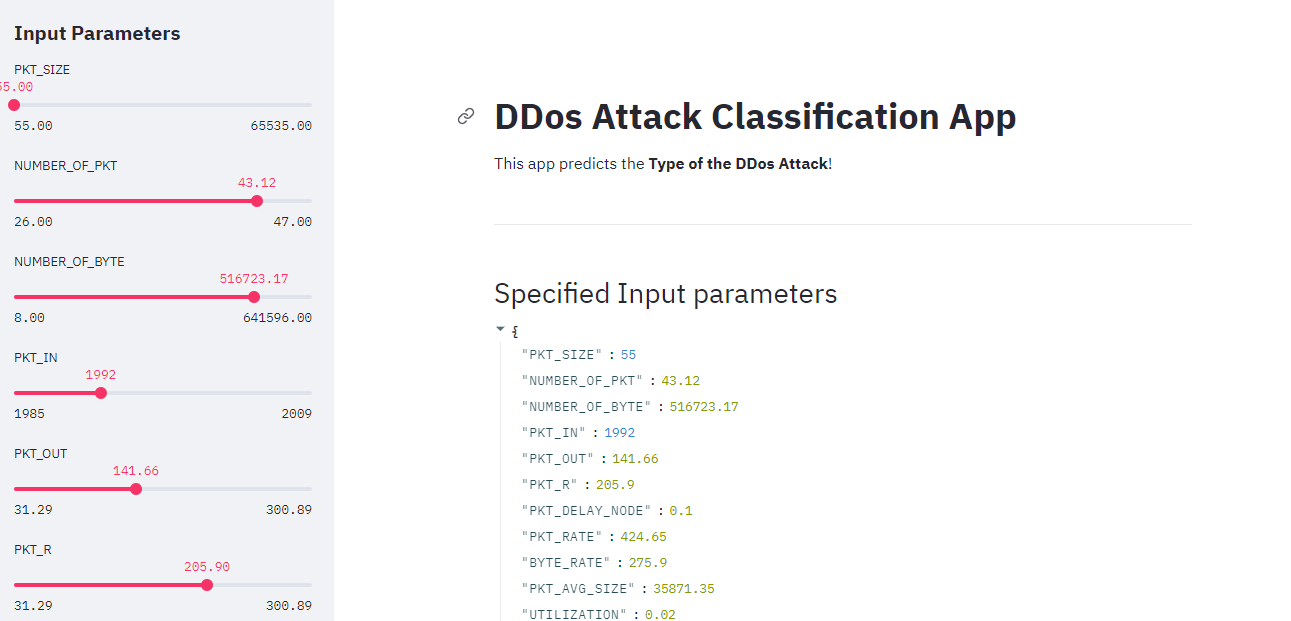 Input Parameters
PKT_SIZE
55.00
55.00 65535.00
NUMBER_OF_PKT
43.12
26.00 47.00
NUMBER_OF_BYTE
516723.17
8.00 641596.00
PKT_IN
1992
1985 2009
PKT_OUT
141.66
31.29 300.89
PKT_R
205.90
31.29 300.89
DDos Attack Classification App
This app predicts the Type of the DDos Attack!
Specified Input parameters
{
"PKT_SIZE" : 55
"NUMBER_OF_PKT" : 43.12
"NUMBER_OF_BYTE" : 516723.17
"PKT_IN" : 1992
"PKT_OUT" : 141.66
"PKT_R" : 205.9
"PKT_DELAY_NODE" : 0.1
"PKT_RATE" : 424.65
"BYTE_RATE" : 275.9
"PKT_AVG_SIZE" : 35871.35
"UTILIZATION" : 0.02